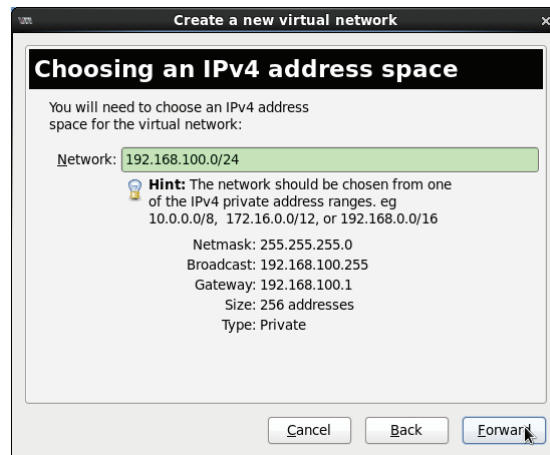 Create a new virtual network
Choosing an IPv4 address space
You will need to choose an IPv4 address
space for the virtual network:
Network: 192.168.100.0/24
Hint: The network should be chosen from one
of the IPv4 private address ranges. eg
10.0.0.0/8, 172.16.0.0/12, or 192.168.0.0/16
Netmask: 255.255.255.0
Broadcast: 192.168.100.255
Gateway: 192.168.100.1
Size: 256 addresses
Type: Private
Cancel Back Forward